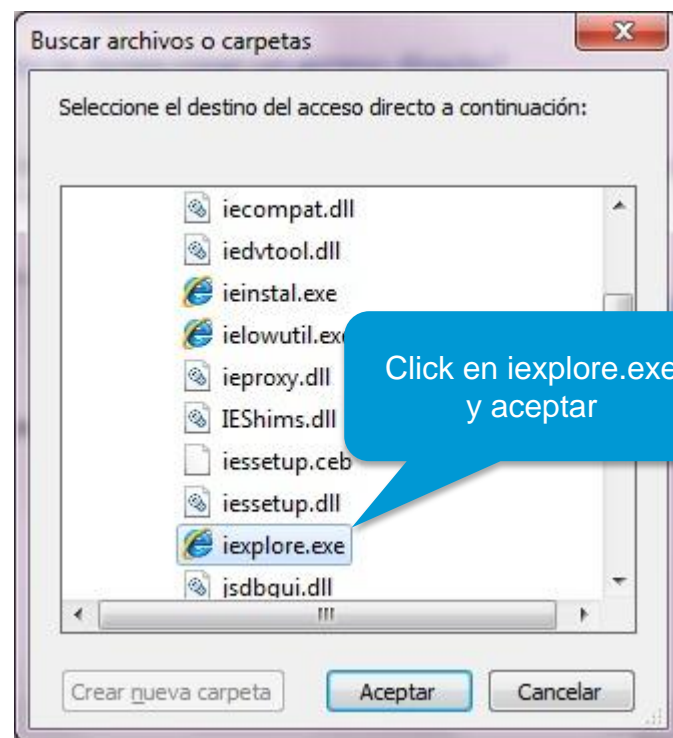 Buscar archivos o carpetas
Seleccione el destino del acceso directo a continuación:
iecompat.dll
iedvtool.dll
ieinstal.exe
ielowutil.exe
ieproxy.dll
IEShims.dll
iessetup.ceb
iessetup.dll
iexplore.exe
jsdbgui.dll
Click en iexplore.exe
y aceptar
Crear nueva carpeta
Aceptar
Cancelar